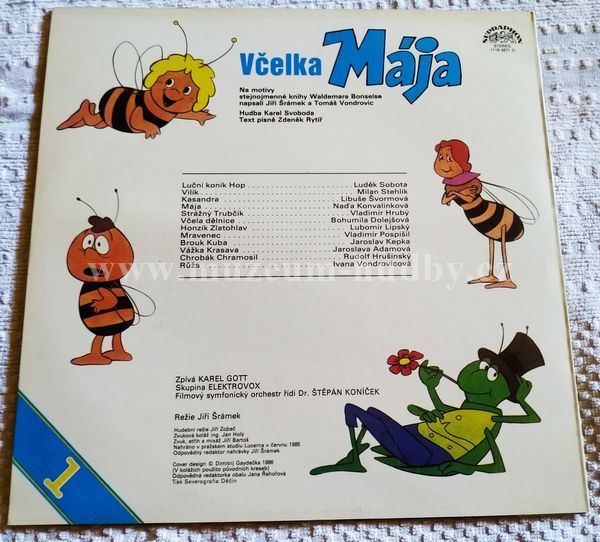 Včelka Mája
SUPRAPHON
STEREO
1118 4071 G
Na motivy
stejnojmenné knihy Waldemara Bonselse
napsali Jiří Šrámek a Tomáš Vondrovic
Hudba Karel Svoboda
Text písně Zdeněk Rytíř
Luční koník Hop . . . . . . . . . . Luděk Sobota
Vilík . . . . . . . . . . Milan Stehlík
Kasandra . . . . . . . . . . Libuše Švormová
Mája . . . . . . . . . . Naďa Konvalinková
Strážný Trubčík . . . . . . . . . . Vladimír Hrubý
Včela dělnice . . . . . . . . . . Bohumila Dolejšová
Honzík Zlatohlav . . . . . . . . . . Lubomír Lipský
Mravenec . . . . . . . . . . Vladimír Pospíšil
Brouk Kuba . . . . . . . . . . Jaroslav Kepka
Vážka Krasava . . . . . . . . . . Jaroslava Adamová
Chrobák Chramosil . . . . . . . . . . Rudolf Hrušínský
Růža . . . . . . . . . . Ivana Vondrovicová
www.muzeum-hudby.cz
Zpívá KAREL GOTT
Skupina ELEKTROVOX
Filmový symfonický orchestr řídí Dr. ŠTĚPÁN KONÍČEK
Režie Jiří Šrámek
Hudební režie Jiří Zobač
Zvuková koláž ing. Jan Holý
Zvuk, střih a mixáž Jiří Bartoš
Nahráno v pražském studiu Lucerna v červnu 1985
Odpovědný redaktor nahrávky Jiří Šrámek
Cover design © Dimitrij Gaydečka 1986
(V kolážích použito původních kreseb)
Odpovědná redaktorka obalu Jana Řehořová
Tisk Severografia Děčín
1